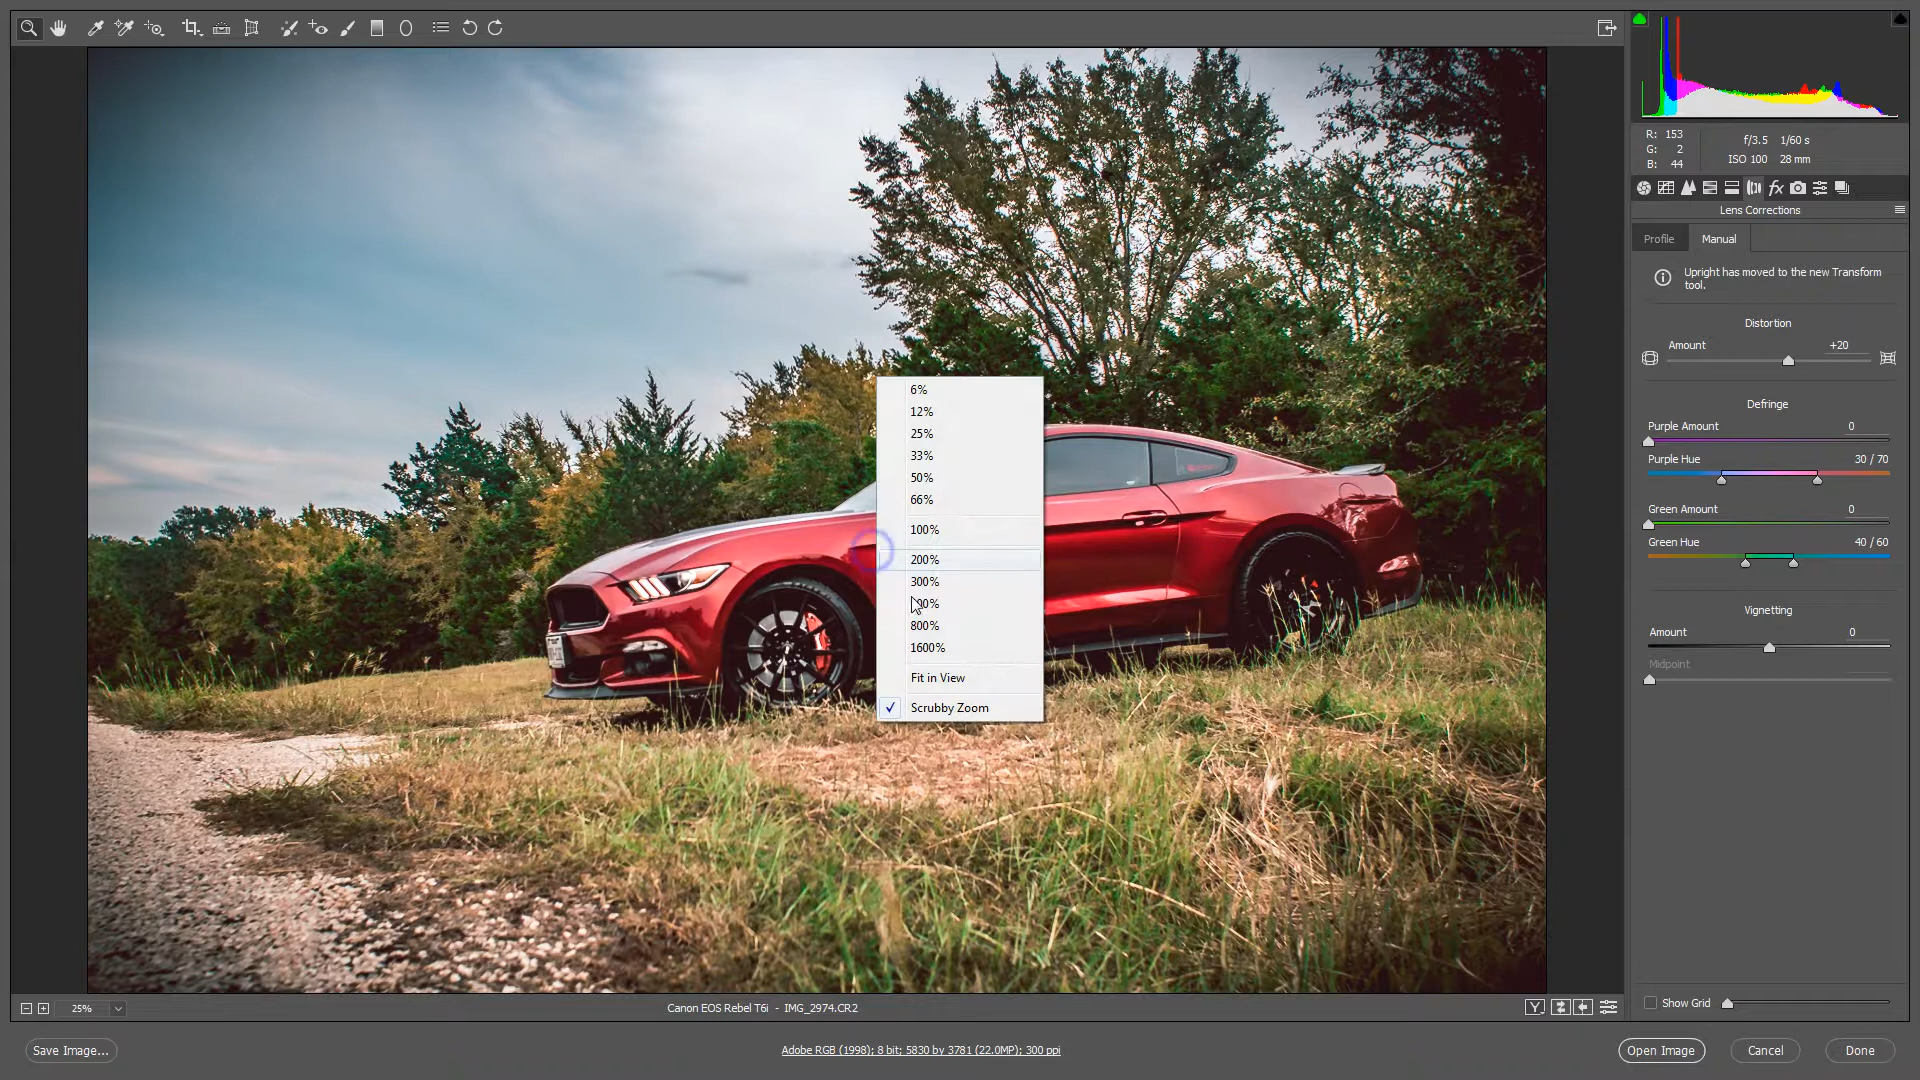 R: 153
G: 2
B: 44
f/3.5 1/60 s
ISO 100 28 mm
fx
Lens Corrections
Profile
Manual
Upright has moved to the new Transform
tool.
Distortion
Amount +20
Defringe
Purple Amount 0
Purple Hue 30 / 70
Green Amount 0
Green Hue 40 / 60
Vignetting
Amount 0
Midpoint
Show Grid
6%
12%
25%
33%
50%
66%
100%
200%
300%
800%
1600%
Fit in View
Scrubby Zoom
25%
Canon EOS Rebel T6i - IMG_2974.CR2
Y
Save Image...
Adobe RGB (1998); 8 bit; 5830 by 3781 (22.0MP); 300 ppi
Open Image
Cancel
Done